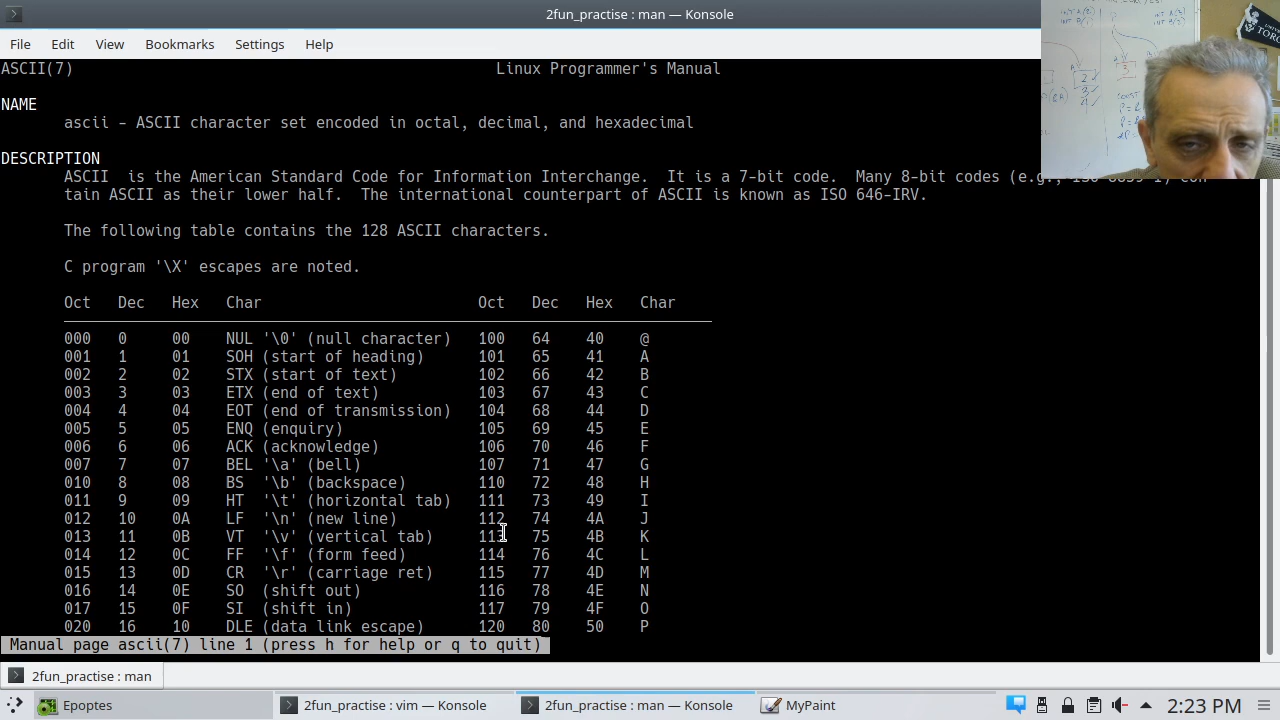 2fun_practise : man — Konsole
File Edit View Bookmarks Settings Help
ASCII(7) Linux Programmer's Manual
NAME
ascii - ASCII character set encoded in octal, decimal, and hexadecimal
DESCRIPTION
ASCII is the American Standard Code for Information Interchange. It is a 7-bit code. Many 8-bit codes (e.g., ISO 8859-1) con-
tain ASCII as their lower half. The international counterpart of ASCII is known as ISO 646-IRV.
The following table contains the 128 ASCII characters.
C program '\X' escapes are noted.
Oct Dec Hex Char Oct Dec Hex Char
000 0 00 NUL '\0' (null character) 100 64 40 @
001 1 01 SOH (start of heading) 101 65 41 A
002 2 02 STX (start of text) 102 66 42 B
003 3 03 ETX (end of text) 103 67 43 C
004 4 04 EOT (end of transmission) 104 68 44 D
005 5 05 ENQ (enquiry) 105 69 45 E
006 6 06 ACK (acknowledge) 106 70 46 F
007 7 07 BEL '\a' (bell) 107 71 47 G
010 8 08 BS '\b' (backspace) 110 72 48 H
011 9 09 HT '\t' (horizontal tab) 111 73 49 I
012 10 0A LF '\n' (new line) 112 74 4A J
013 11 0B VT '\v' (vertical tab) 113 75 4B K
014 12 0C FF '\f' (form feed) 114 76 4C L
015 13 0D CR '\r' (carriage ret) 115 77 4D M
016 14 0E SO (shift out) 116 78 4E N
017 15 0F SI (shift in) 117 79 4F O
020 16 10 DLE (data link escape) 120 80 50 P
Manual page ascii(7) line 1 (press h for help or q to quit)
2fun_practise : man
Epoptes 2fun_practise : vim — Konsole 2fun_practise : man — Konsole MyPaint 2:23 PM